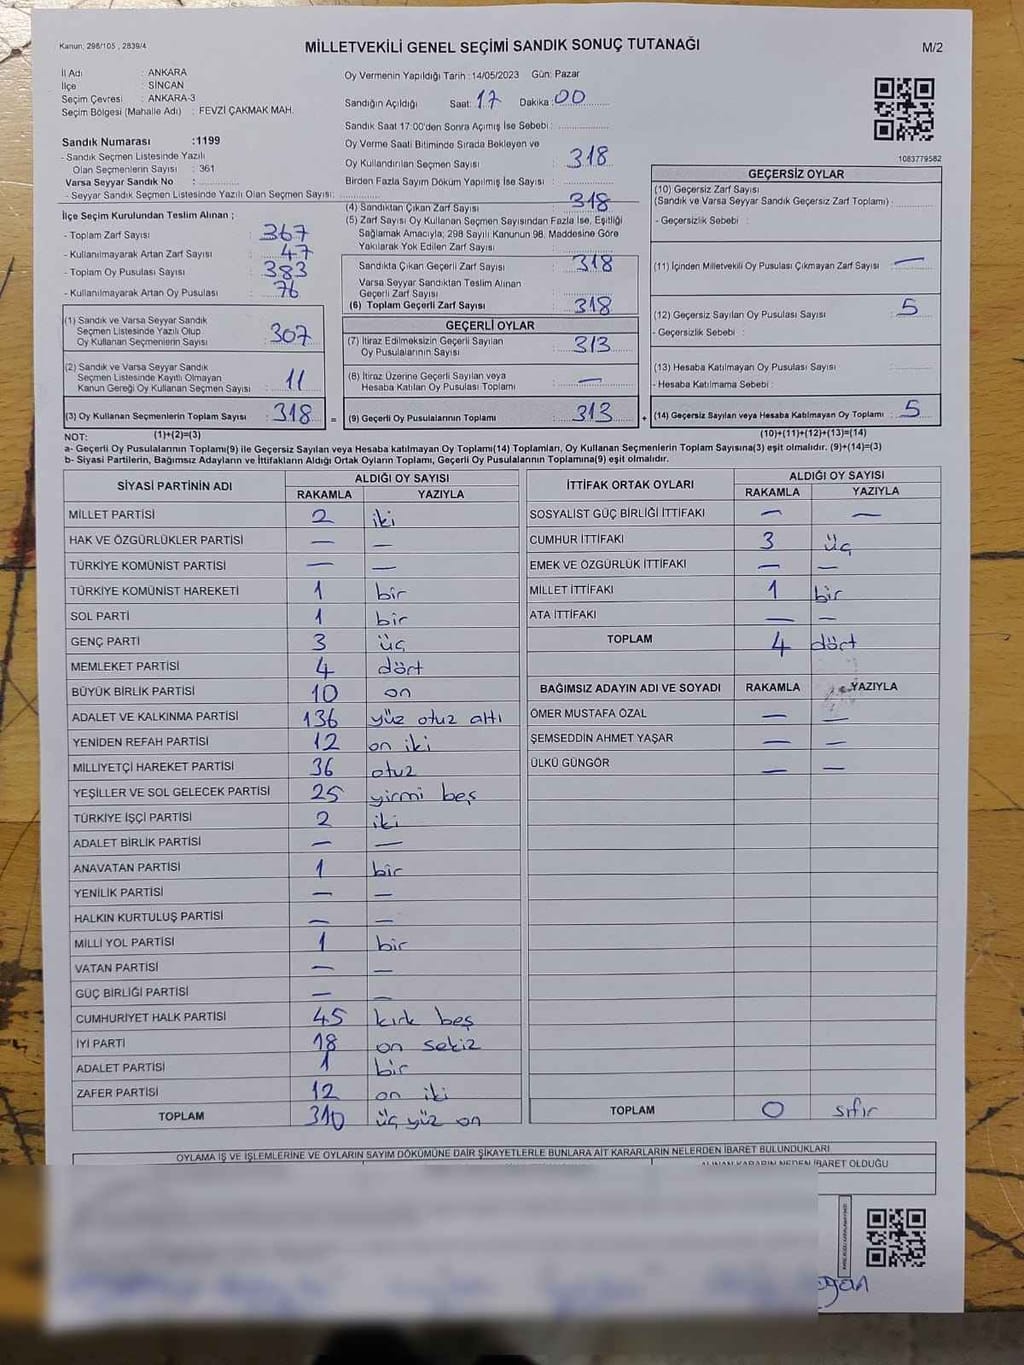 Kanun: 298/105 , 2839/4
MİLLETVEKİLİ GENEL SEÇİMİ SANDIK SONUÇ TUTANAĞI
M/2
İl Adı : ANKARA
İlçe : SİNCAN
Seçim Çevresi : ANKARA-3
Seçim Bölgesi (Mahalle Adı) : FEVZİ ÇAKMAK MAH.
Sandık Numarası :1199
- Sandık Seçmen Listesinde Yazılı
Olan Seçmenlerin Sayısı : 361
Varsa Seyyar Sandık No :
- Seyyar Sandık Seçmen Listesinde Yazılı Olan Seçmen Sayısı:
Oy Vermenin Yapıldığı Tarih :14/05/2023 Gün: Pazar
Sandığın Açıldığı Saat: 17 Dakika: 00
Sandık Saat 17:00'den Sonra Açımış İse Sebebi :
Oy Verme Saati Bitiminde Sırada Bekleyen ve
Oy Kullandırılan Seçmen Sayısı : 318
Birden Fazla Sayım Döküm Yapılmış İse Sayısı :
(4) Sandıktan Çıkan Zarf Sayısı : 318
(5) Zarf Sayısı Oy Kullanan Seçmen Sayısından Fazla İse, Eşitliği
Sağlamak Amacıyla; 298 Sayılı Kanunun 98. Maddesine Göre
Yakılarak Yok Edilen Zarf Sayısı :
Sandıkta Çıkan Geçerli Zarf Sayısı : 318
Varsa Seyyar Sandıktan Teslim Alınan
Geçerli Zarf Sayısı :
(6) Toplam Geçerli Zarf Sayısı : 318
İlçe Seçim Kurulundan Teslim Alınan ;
- Toplam Zarf Sayısı : 367
- Kullanılmayarak Artan Zarf Sayısı : 47
- Toplam Oy Pusulası Sayısı : 383
- Kullanılmayarak Artan Oy Pusulası : 76
(1) Sandık ve Varsa Seyyar Sandık
Seçmen Listesinde Yazılı Olup
Oy Kullanan Seçmenlerin Sayısı : 307
(2) Sandık ve Varsa Seyyar Sandık
Seçmen Listesinde Kayıtlı Olmayan
Kanun Gereği Oy Kullanan Seçmen Sayısı : 11
(3) Oy Kullanan Seçmenlerin Toplam Sayısı : 318 =
GEÇERLİ OYLAR
(7) İtiraz Edilmeksizin Geçerli Sayılan
Oy Pusulalarının Sayısı : 313
(8) İtiraz Üzerine Geçerli Sayılan veya
Hesaba Katılan Oy Pusulası Toplamı : —
(9) Geçerli Oy Pusulalarının Toplamı : 313 +
1083779582
GEÇERSİZ OYLAR
(10) Geçersiz Zarf Sayısı
(Sandık ve Varsa Seyyar Sandık Geçersiz Zarf Toplamı) :
- Geçersizlik Sebebi :
(11) İçinden Milletvekili Oy Pusulası Çıkmayan Zarf Sayısı : —
(12) Geçersiz Sayılan Oy Pusulası Sayısı : 5
- Geçersizlik Sebebi :
(13) Hesaba Katılmayan Oy Pusulası Sayısı :
- Hesaba Katılmama Sebebi :
(14) Geçersiz Sayılan veya Hesaba Katılmayan Oy Toplamı : 5
NOT: (1)+(2)=(3) (10)+(11)+(12)+(13)=(14)
a- Geçerli Oy Pusulalarının Toplamı(9) ile Geçersiz Sayılan veya Hesaba katılmayan Oy Toplamı(14) Toplamları, Oy Kullanan Seçmenlerin Toplam Sayısına(3) eşit olmalıdır. (9)+(14)=(3)
b- Siyasi Partilerin, Bağımsız Adayların ve İttifakların Aldığı Ortak Oyların Toplamı, Geçerli Oy Pusulalarının Toplamına(9) eşit olmalıdır.
SİYASİ PARTİNİN ADI ALDIĞI OY SAYISI
RAKAMLA YAZIYLA
MİLLET PARTİSİ 2 iki
HAK VE ÖZGÜRLÜKLER PARTİSİ — —
TÜRKİYE KOMÜNİST PARTİSİ — —
TÜRKİYE KOMÜNİST HAREKETİ 1 bir
SOL PARTİ 1 bir
GENÇ PARTİ 3 üç
MEMLEKET PARTİSİ 4 dört
BÜYÜK BİRLİK PARTİSİ 10 on
ADALET VE KALKINMA PARTİSİ 136 yüz otuz altı
YENİDEN REFAH PARTİSİ 12 on iki
MİLLİYETÇİ HAREKET PARTİSİ 36 otuz
YEŞİLLER VE SOL GELECEK PARTİSİ 25 yirmi beş
TÜRKİYE İŞÇİ PARTİSİ 2 iki
ADALET BİRLİK PARTİSİ — —
ANAVATAN PARTİSİ 1 bir
YENİLİK PARTİSİ — —
HALKIN KURTULUŞ PARTİSİ — —
MİLLİ YOL PARTİSİ 1 bir
VATAN PARTİSİ — —
GÜÇ BİRLİĞİ PARTİSİ — —
CUMHURİYET HALK PARTİSİ 45 kırk beş
İYİ PARTİ 18 on sekiz
ADALET PARTİSİ 1 bir
ZAFER PARTİSİ 12 on iki
TOPLAM 310 üç yüz on
İTTİFAK ORTAK OYLARI ALDIĞI OY SAYISI
RAKAMLA YAZIYLA
SOSYALİST GÜÇ BİRLİĞİ İTTİFAKI — —
CUMHUR İTTİFAKI 3 üç
EMEK VE ÖZGÜRLÜK İTTİFAKI — —
MİLLET İTTİFAKI 1 bir
ATA İTTİFAKI — —
TOPLAM 4 dört
BAĞIMSIZ ADAYIN ADI VE SOYADI RAKAMLA YAZIYLA
ÖMER MUSTAFA ÖZAL — —
ŞEMSEDDİN AHMET YAŞAR — —
ÜLKÜ GÜNGÖR — —
TOPLAM 0 sıfır
OYLAMA İŞ VE İŞLEMLERİNE VE OYLARIN SAYIM DÖKÜMÜNE DAİR ŞİKAYETLERLE BUNLARA AİT KARARLARIN NELERDEN İBARET BULUNDUKLARI
ALINAN KARARIN NEDEN İBARET OLDUĞU